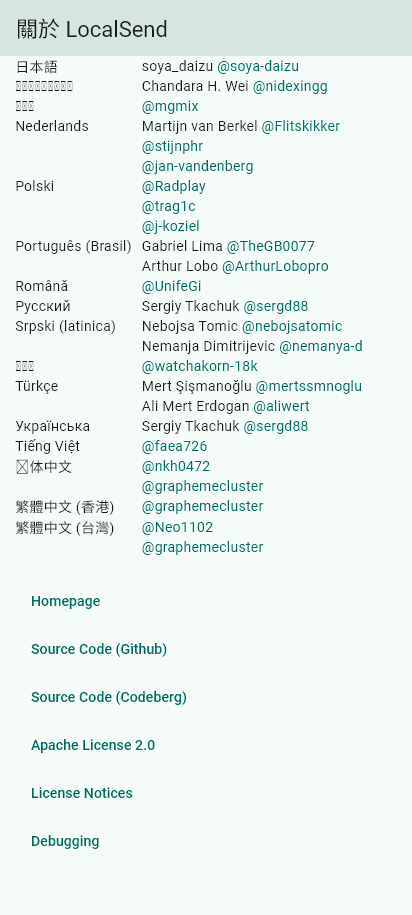 關於 LocalSend
日本語 soya_daizu @soya-daizu
Chandara H. Wei @nidexingg
@mgmix
Nederlands Martijn van Berkel @Flitskikker
@stijnphr
@jan-vandenberg
Polski @Radplay
@trag1c
@j-koziel
Português (Brasil) Gabriel Lima @TheGB0077
Arthur Lobo @ArthurLobopro
Română @UnifeGi
Русский Sergiy Tkachuk @sergd88
Srpski (latinica) Nebojsa Tomic @nebojsatomic
Nemanja Dimitrijevic @nemanya-d
@watchakorn-18k
Türkçe Mert Şişmanoğlu @mertssmnoglu
Ali Mert Erdogan @aliwert
Українська Sergiy Tkachuk @sergd88
Tiếng Việt @faea726
体中文 @nkh0472
@graphemecluster
繁體中文 (香港) @graphemecluster
繁體中文 (台灣) @Neo1102
@graphemecluster
Homepage
Source Code (Github)
Source Code (Codeberg)
Apache License 2.0
License Notices
Debugging